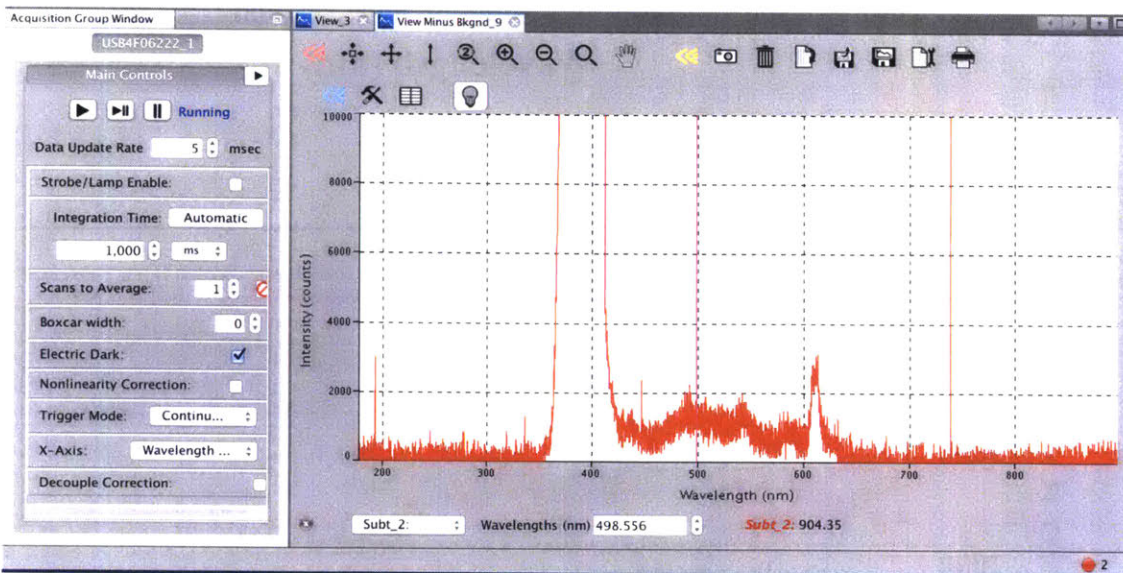 Acquisition Group Window
USB4F06222_1
Main Controls
Running
Data Update Rate 5 msec
Strobe/Lamp Enable:
Integration Time: Automatic
1,000 ms
Scans to Average: 1
Boxcar width: 0
Electric Dark:
Nonlinearity Correction:
Trigger Mode: Continu...
X-Axis: Wavelength ...
Decouple Correction:
View_3 View Minus Bkgnd_9
10000
8000
6000
4000
2000
0
Intensity (counts)
200 300 400 500 600 700 800
Wavelength (nm)
Subt_2: Wavelengths (nm) 498.556 Subt_2: 904.35
2